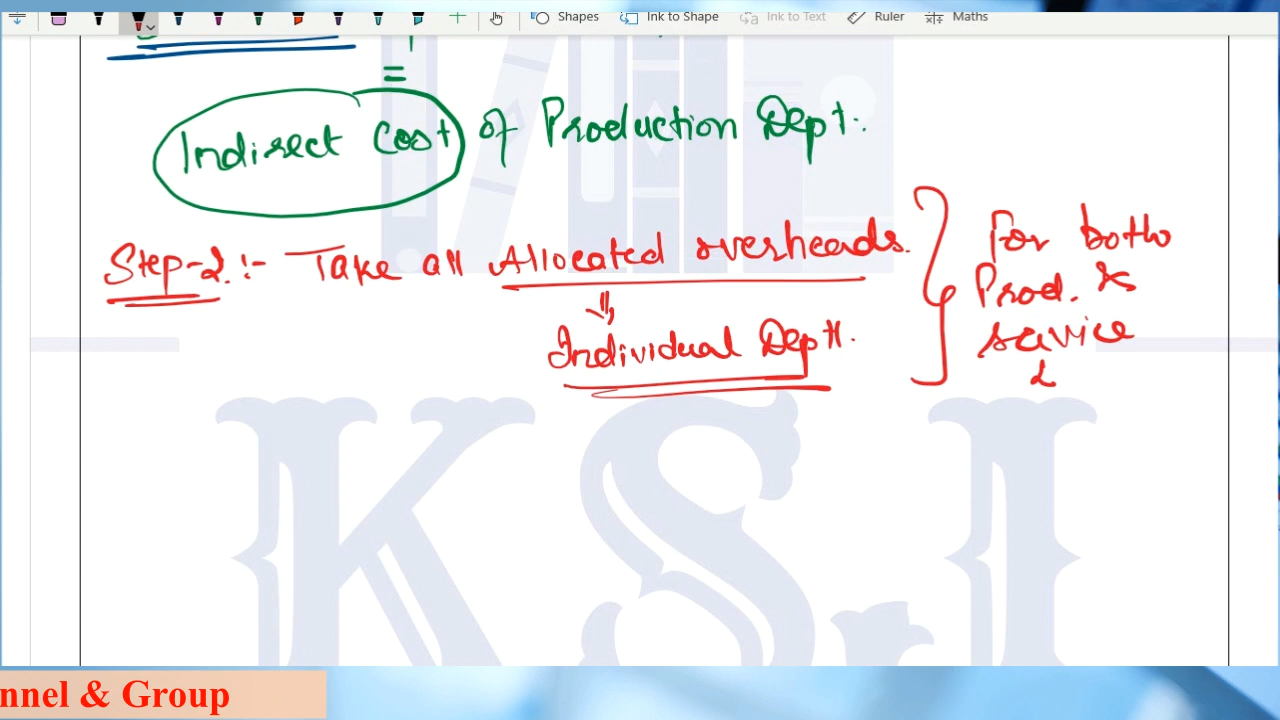 Shapes Ink to Shape Ink to Text Ruler Maths
=
Indirect Cost of Production Dept.
Step-2 :- Take all Allocated overheads.
Individual Deptt.
For both
Prod. &
service
KS.I
nnel & Group